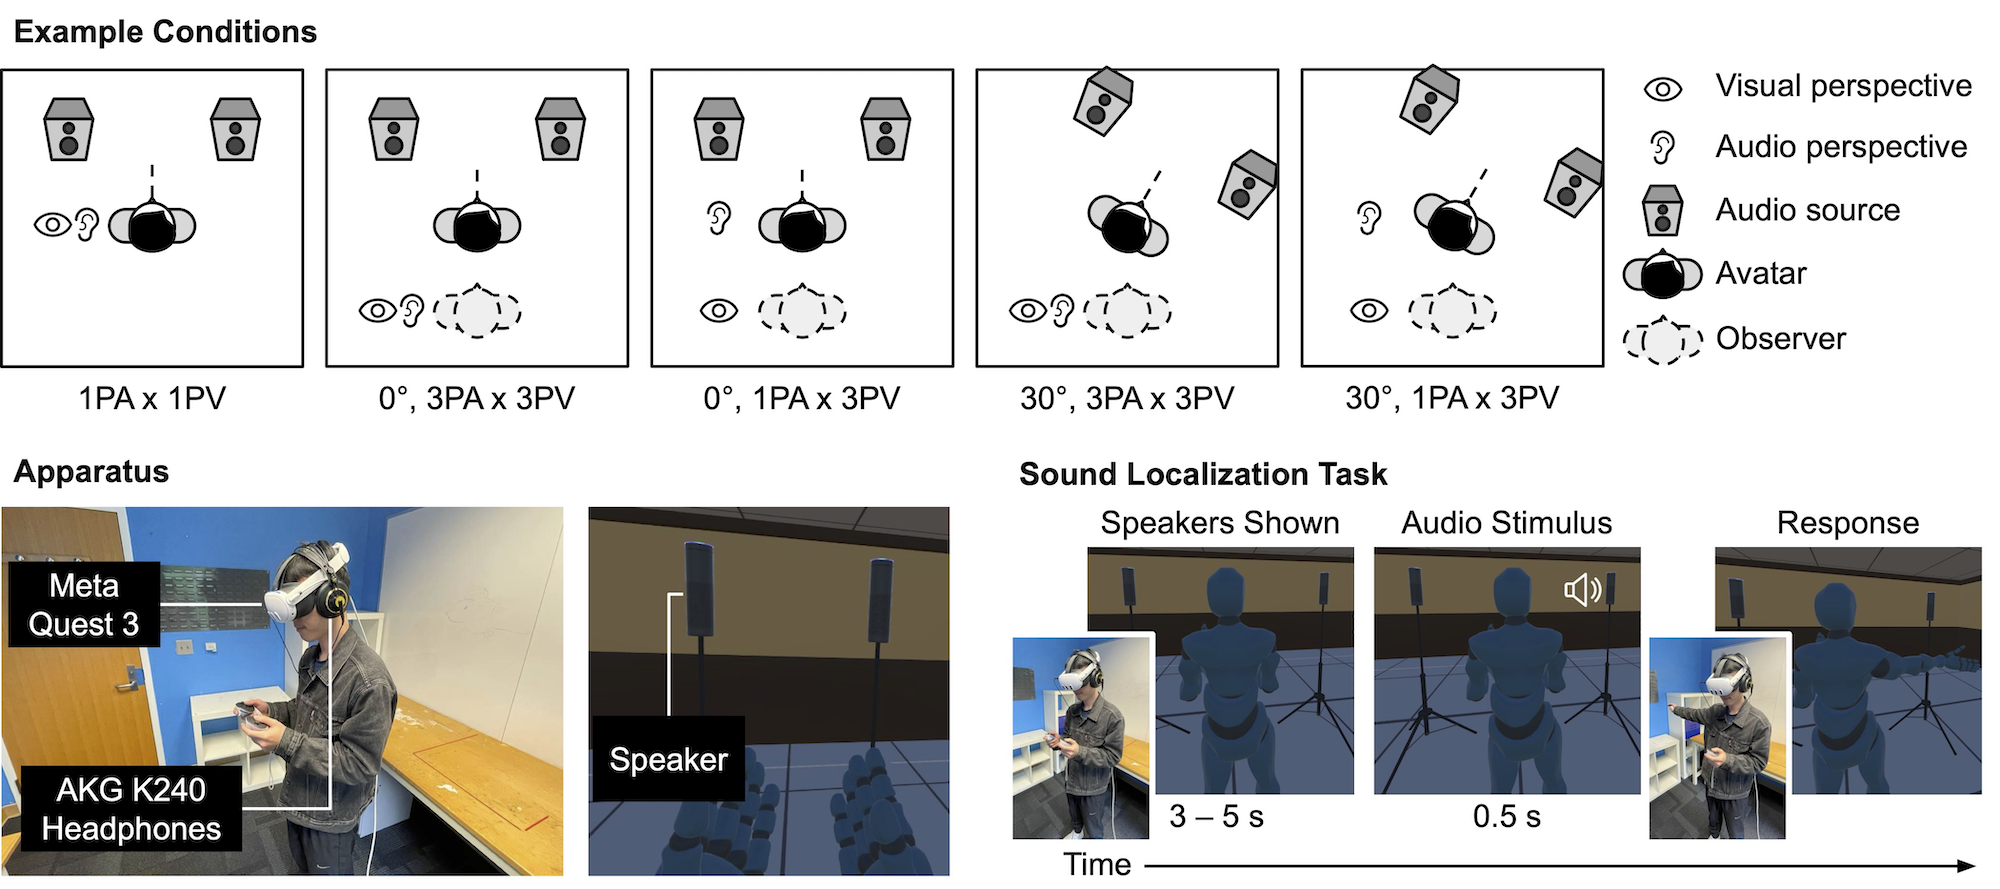 Example Conditions
Visual perspective
Audio perspective
Audio source
Avatar
Observer
1PA x 1PV
0°, 3PA x 3PV
0°, 1PA x 3PV
30°, 3PA x 3PV
30°, 1PA x 3PV
Apparatus
Meta
Quest 3
AKG K240
Headphones
Speaker
Sound Localization Task
Speakers Shown
Audio Stimulus
Response
3 – 5 s
0.5 s
Time